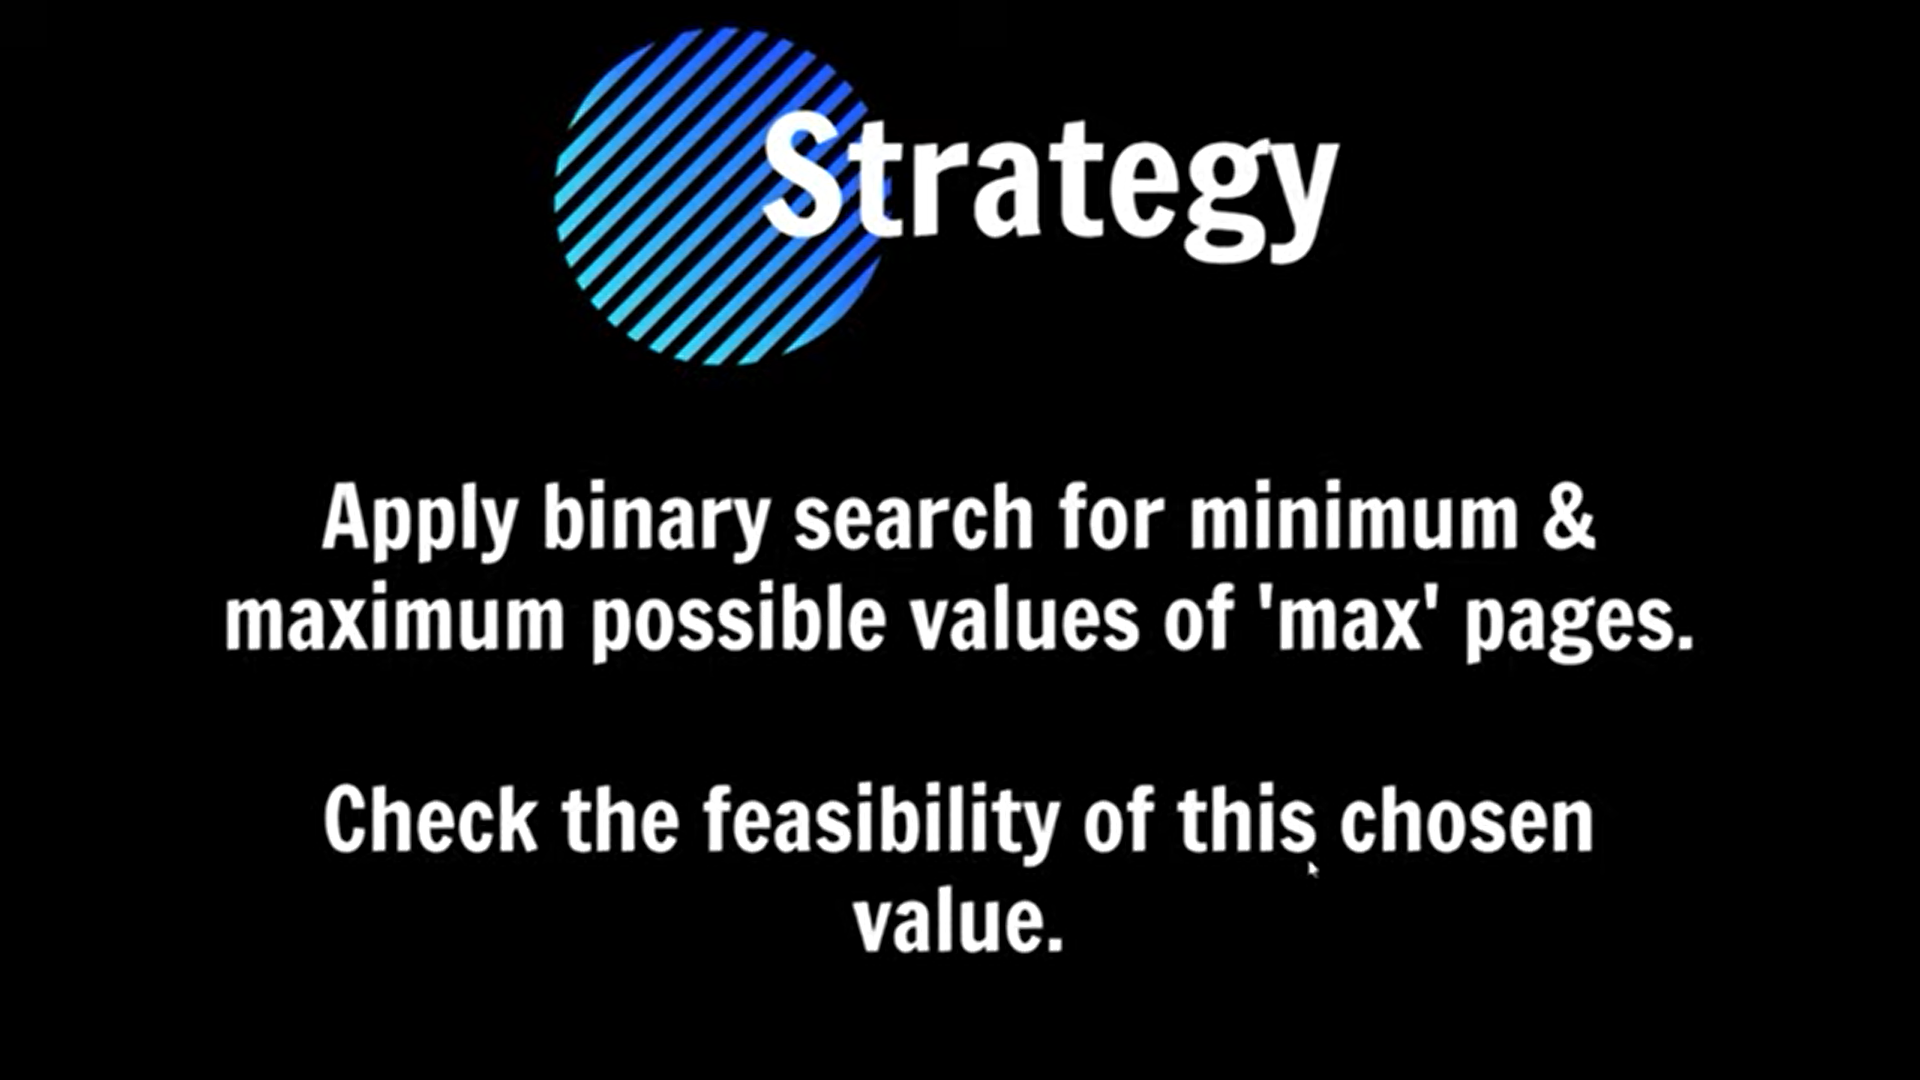 Strategy
Apply binary search for minimum &
maximum possible values of 'max' pages.
Check the feasibility of this chosen
value.